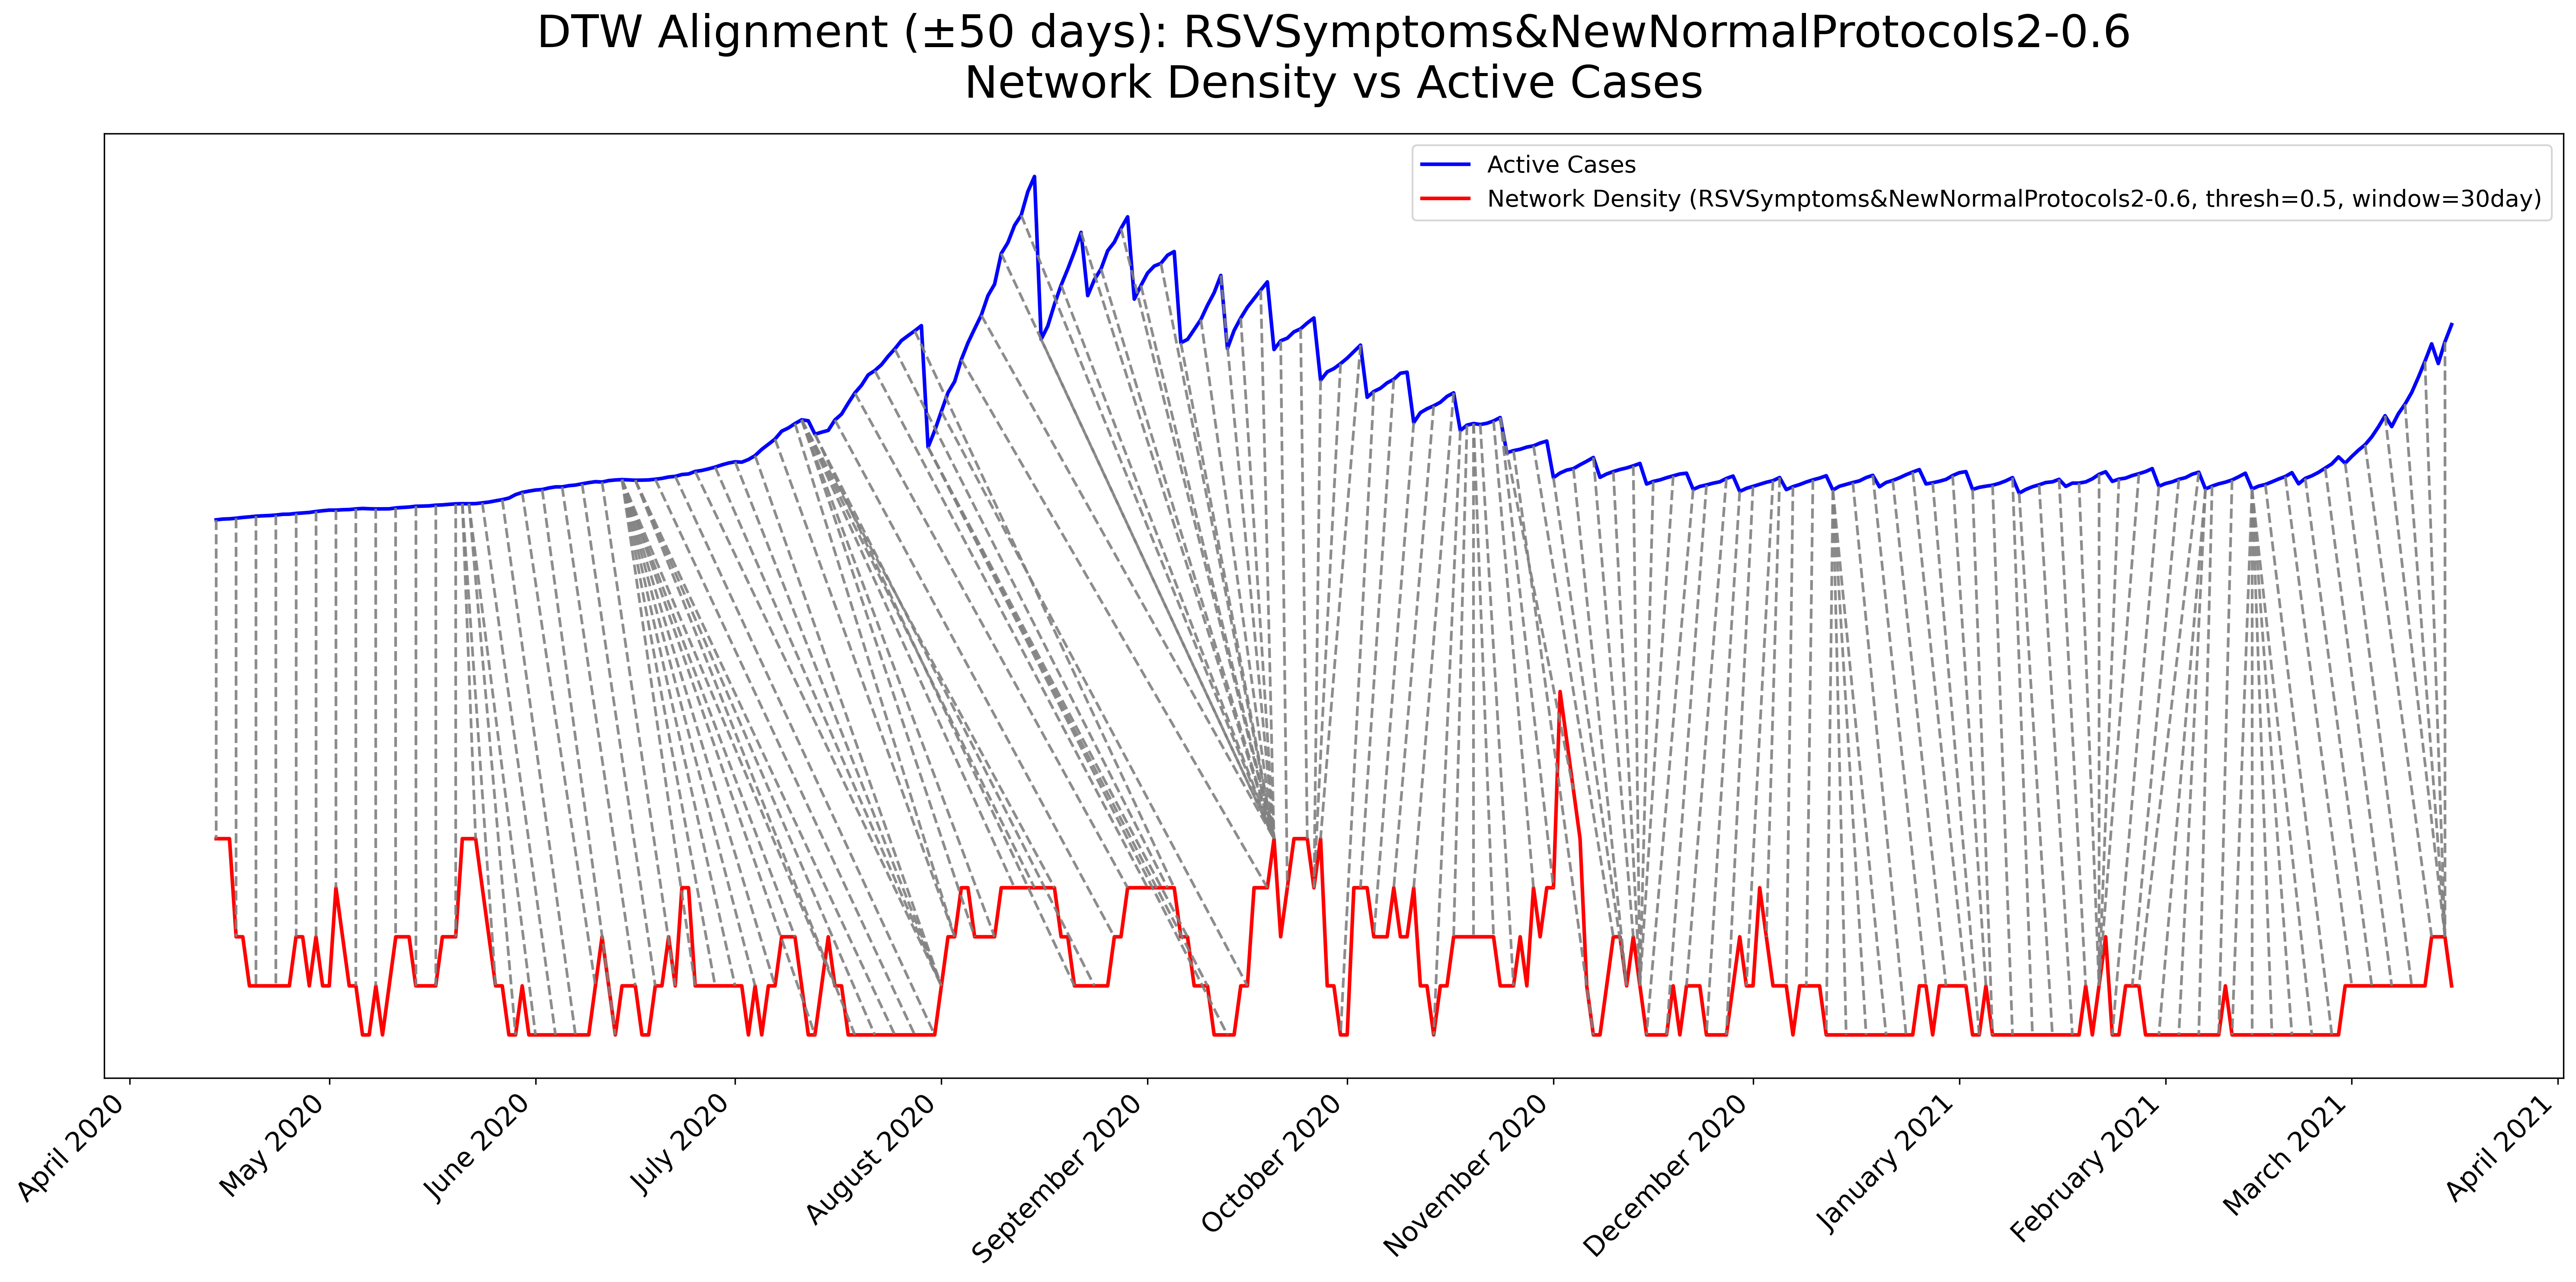 DTW Alignment (±50 days): RSVSymptoms&NewNormalProtocols2-0.6
Network Density vs Active Cases
Active Cases
Network Density (RSVSymptoms&NewNormalProtocols2-0.6, thresh=0.5, window=30day)
April 2020
May 2020
June 2020
July 2020
August 2020
September 2020
October 2020
November 2020
December 2020
January 2021
February 2021
March 2021
April 2021